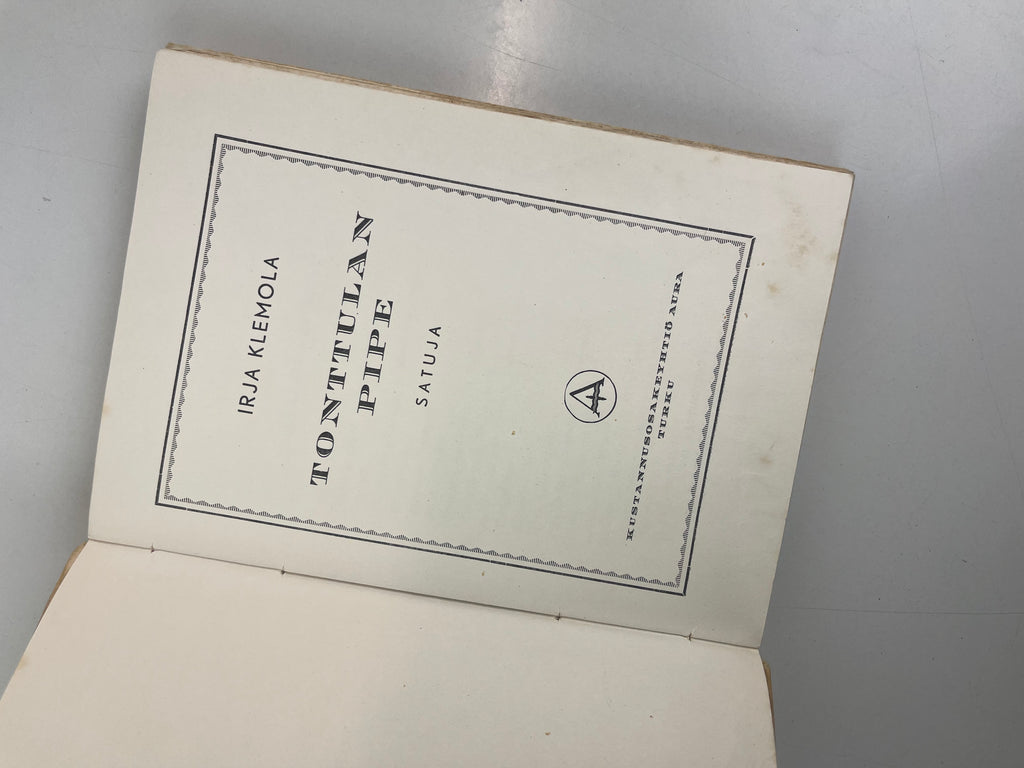 IRJA KLEMOLA
TONTTULAN
PIPE
SATUJA
A
KUSTANNUSOSAKEYHTIÖ AURA
TURKU